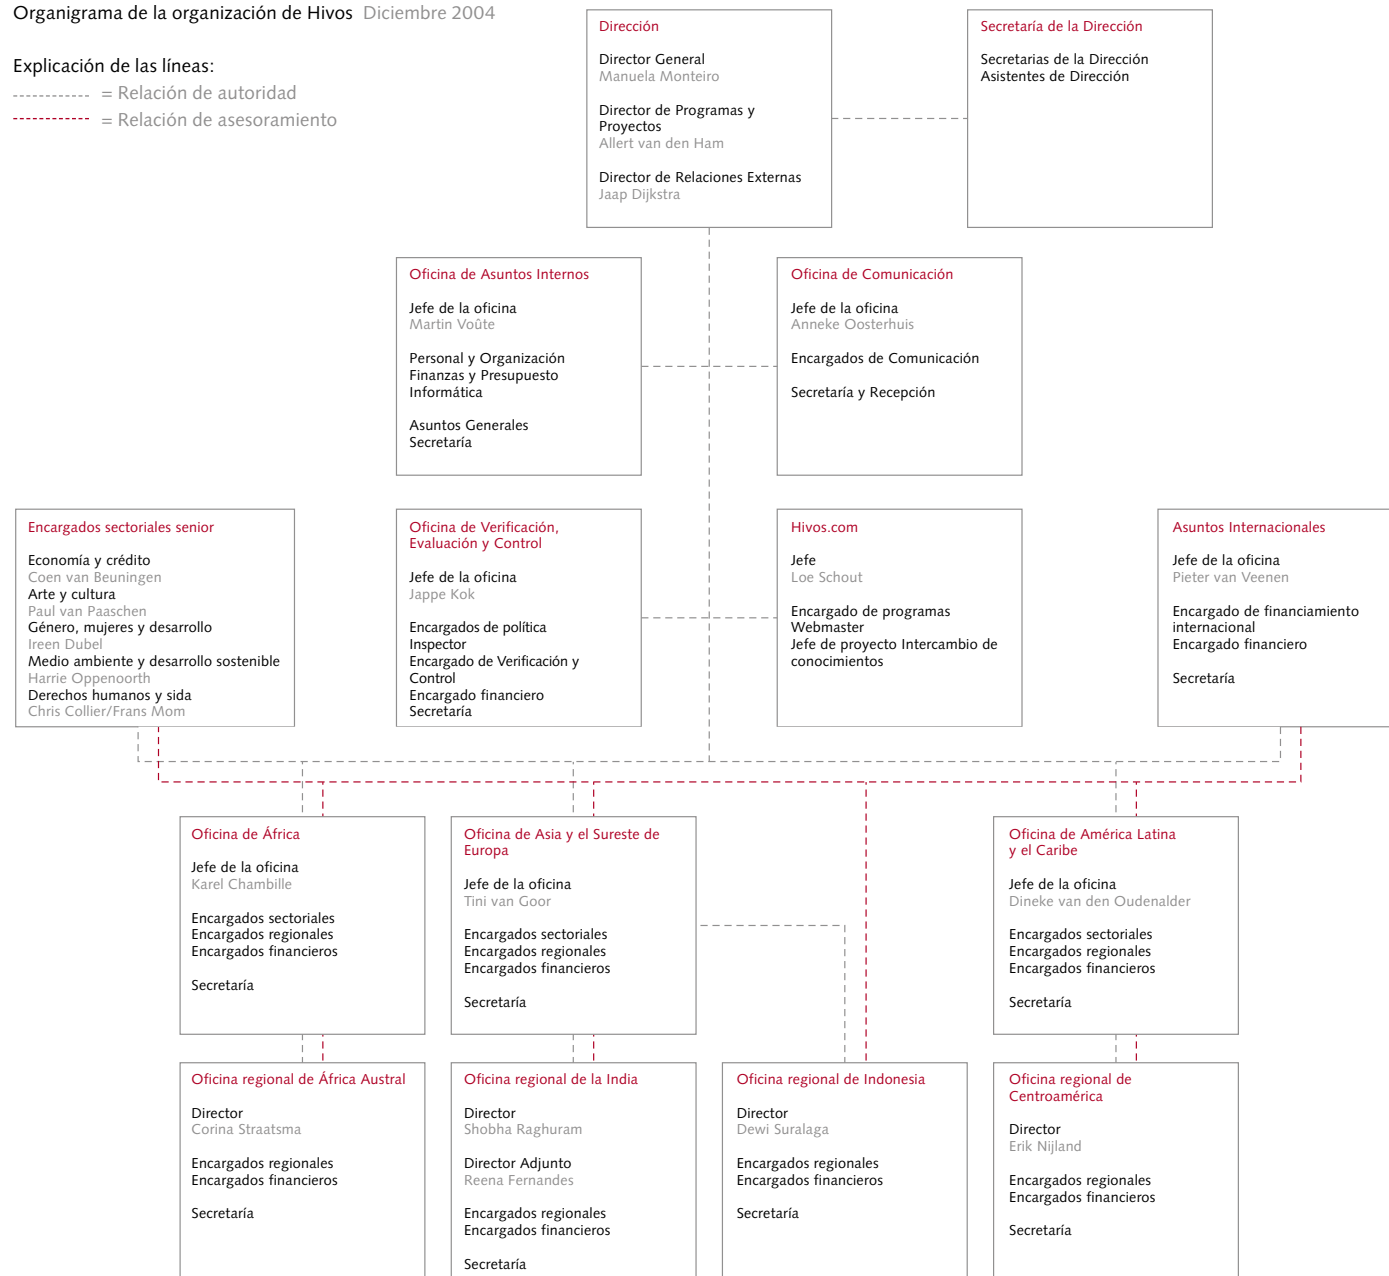 Organigrama de la organización de Hivos Diciembre 2004
Explicación de las líneas:
= Relación de autoridad
= Relación de asesoramiento
Dirección
Director General
Manuela Monteiro
Director de Programas y
Proyectos
Allert van den Ham
Director de Relaciones Externas
Jaap Dijkstra
Secretaría de la Dirección
Secretarias de la Dirección
Asistentes de Dirección
Oficina de Asuntos Internos
Jefe de la oficina
Martin Voûte
Personal y Organización
Finanzas y Presupuesto
Informática
Asuntos Generales
Secretaría
Oficina de Comunicación
Jefe de la oficina
Anneke Oosterhuis
Encargados de Comunicación
Secretaría y Recepción
Encargados sectoriales senior
Economía y crédito
Coen van Beuningen
Arte y cultura
Paul van Paaschen
Género, mujeres y desarrollo
Ireen Dubel
Medio ambiente y desarrollo sostenible
Harrie Oppenoorth
Derechos humanos y sida
Chris Collier/Frans Mom
Oficina de Verificación,
Evaluación y Control
Jefe de la oficina
Jappe Kok
Encargados de política
Inspector
Encargado de Verificación y
Control
Encargado financiero
Secretaría
Hivos.com
Jefe
Loe Schout
Encargado de programas
Webmaster
Jefe de proyecto Intercambio de
conocimientos
Asuntos Internacionales
Jefe de la oficina
Pieter van Veenen
Encargado de financiamiento
internacional
Encargado financiero
Secretaría
Oficina de África
Jefe de la oficina
Karel Chambille
Encargados sectoriales
Encargados regionales
Encargados financieros
Secretaría
Oficina de Asia y el Sureste de
Europa
Jefe de la oficina
Tini van Goor
Encargados sectoriales
Encargados regionales
Encargados financieros
Secretaría
Oficina de América Latina
y el Caribe
Jefe de la oficina
Dineke van den Oudenalder
Encargados sectoriales
Encargados regionales
Encargados financieros
Secretaría
Oficina regional de África Austral
Director
Corina Straatsma
Encargados regionales
Encargados financieros
Secretaría
Oficina regional de la India
Director
Shobha Raghuram
Director Adjunto
Reena Fernandes
Encargados regionales
Encargados financieros
Secretaría
Oficina regional de Indonesia
Director
Dewi Suralaga
Encargados regionales
Encargados financieros
Secretaría
Oficina regional de
Centroamérica
Director
Erik Nijland
Encargados regionales
Encargados financieros
Secretaría